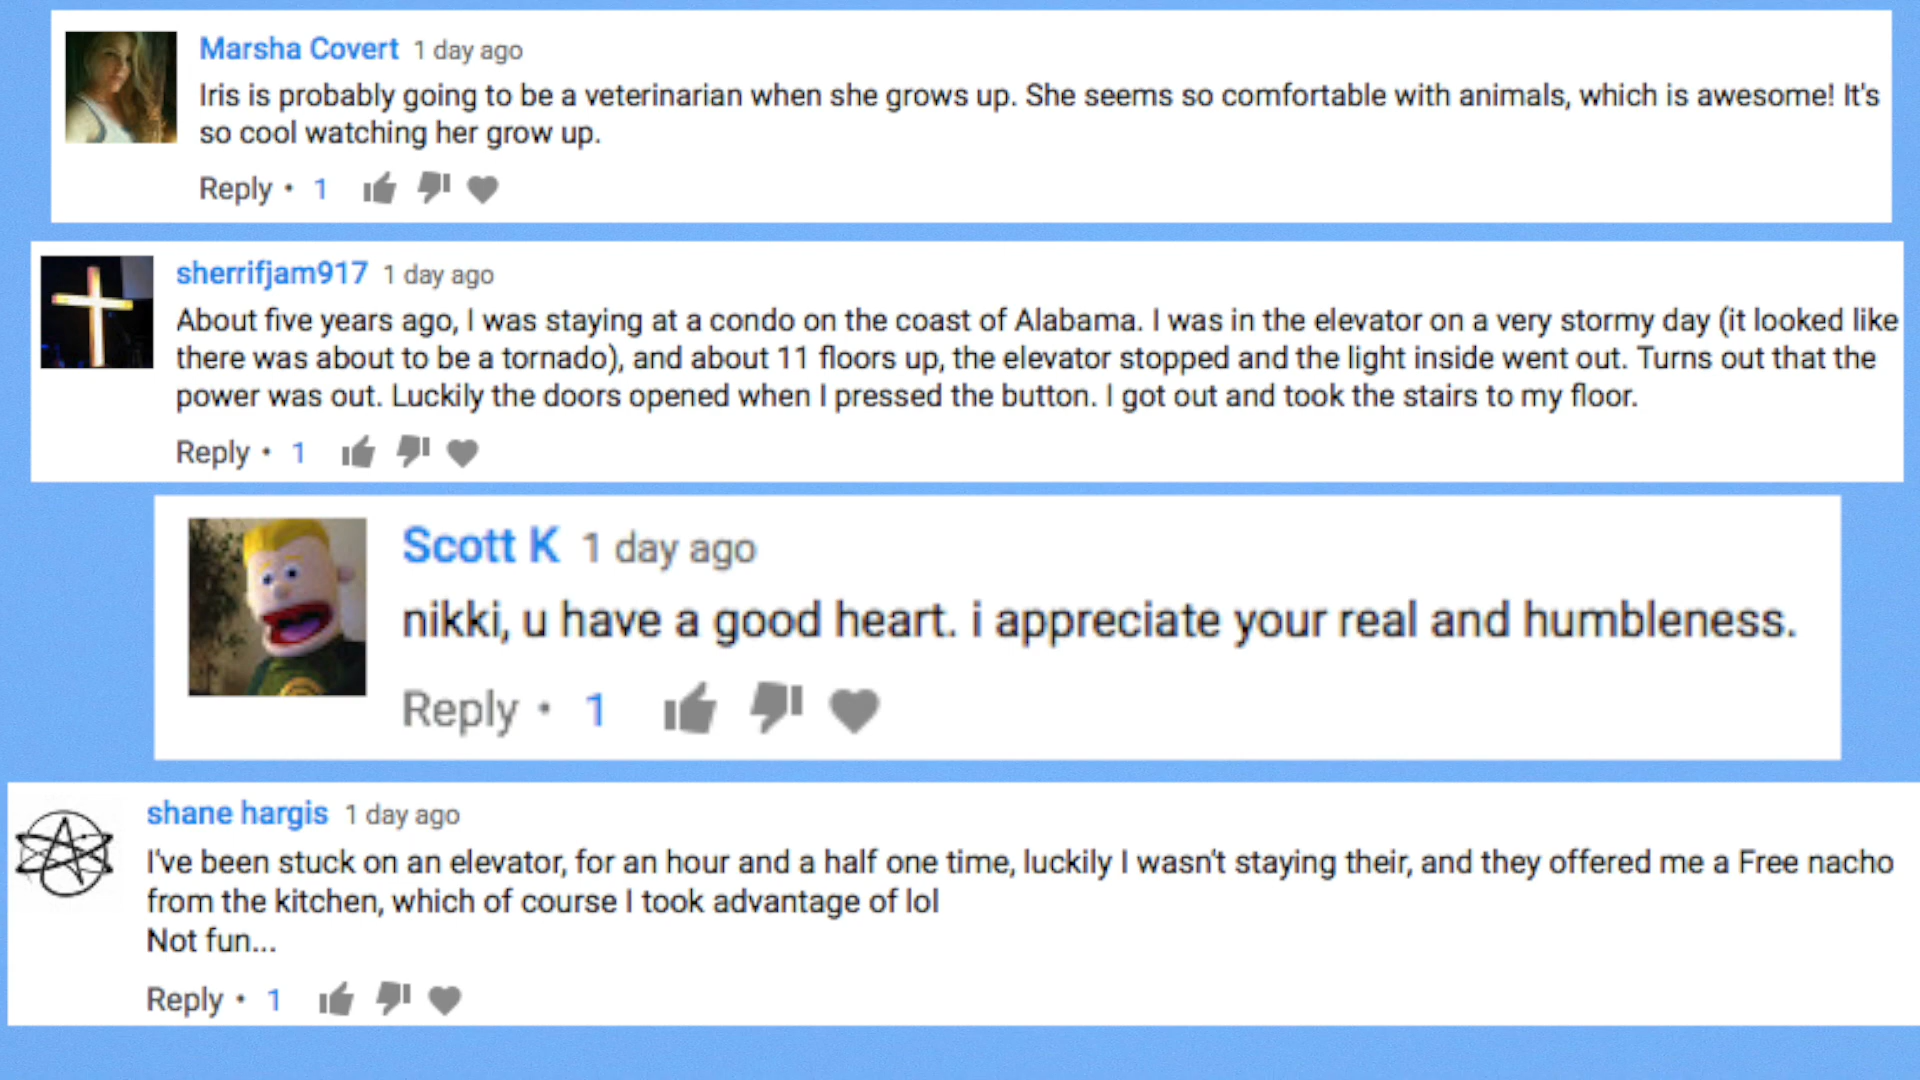 Marsha Covert 1 day ago
Iris is probably going to be a veterinarian when she grows up. She seems so comfortable with animals, which is awesome! It's
so cool watching her grow up.
Reply • 1
sherrifjam917 1 day ago
About five years ago, I was staying at a condo on the coast of Alabama. I was in the elevator on a very stormy day (it looked like
there was about to be a tornado), and about 11 floors up, the elevator stopped and the light inside went out. Turns out that the
power was out. Luckily the doors opened when I pressed the button. I got out and took the stairs to my floor.
Reply • 1
Scott K 1 day ago
nikki, u have a good heart. i appreciate your real and humbleness.
Reply • 1
shane hargis 1 day ago
I've been stuck on an elevator, for an hour and a half one time, luckily I wasn't staying their, and they offered me a Free nacho
from the kitchen, which of course I took advantage of lol
Not fun...
Reply • 1